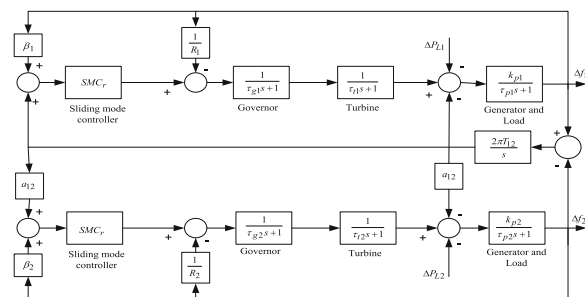 β1
1/R1
ΔPL1
Δf1
+
+
SMCr
+
-
1/(τg1s+1)
1/(τt1s+1)
+
-
-
kp1/(τp1s+1)
Sliding mode controller
Governor
Turbine
Generator and Load
2πT12/s
+
-
a12
a12
+
+
SMCr
+
-
1/(τg2s+1)
1/(τt2s+1)
+
-
-
kp2/(τp2s+1)
Δf2
Sliding mode controller
Governor
Turbine
Generator and Load
β2
1/R2
ΔPL2